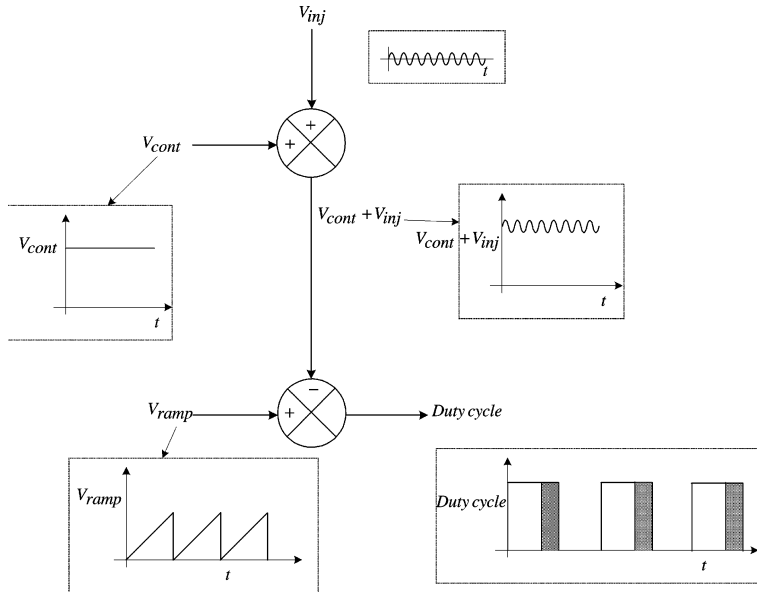 V_inj
t
+
V_cont
+
V_cont + V_inj
V_cont
t
V_cont + V_inj
t
−
V_ramp
+
Duty cycle
V_ramp
t
Duty cycle
t